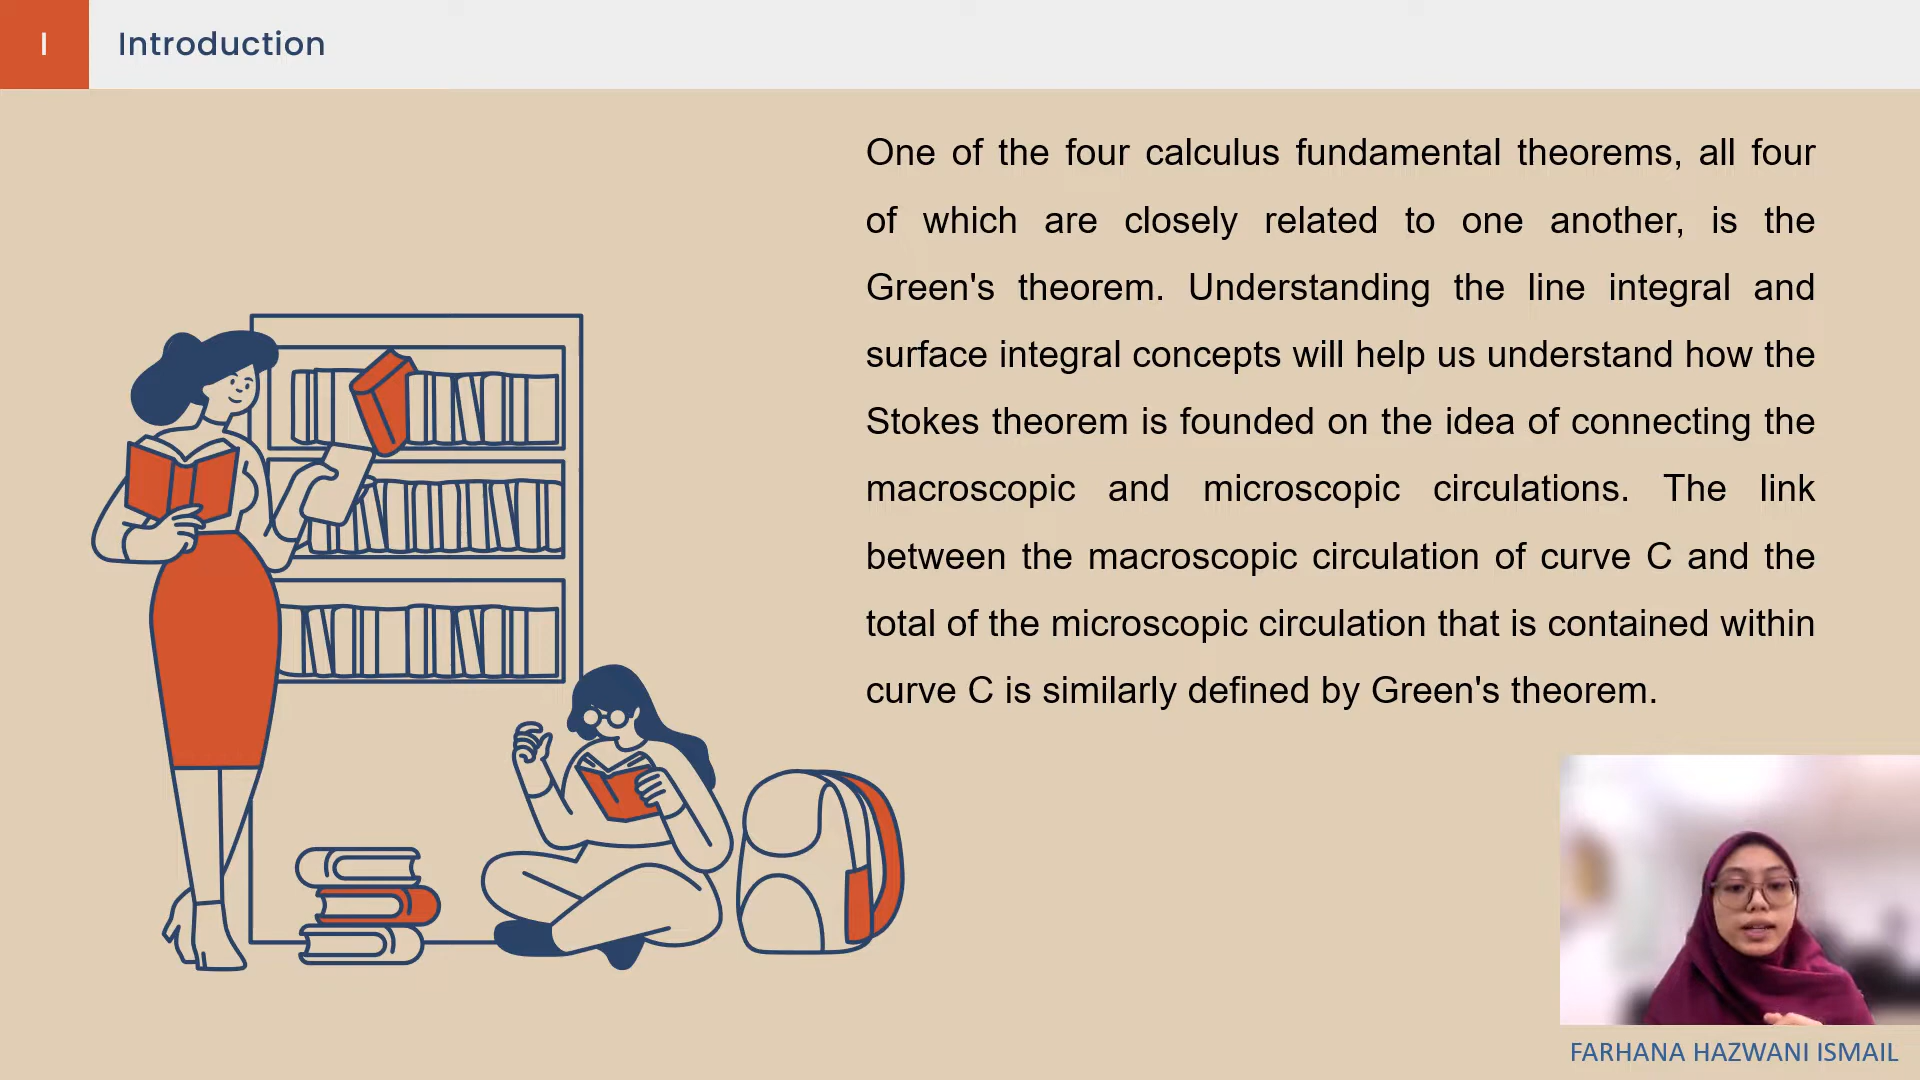 I
Introduction
One of the four calculus fundamental theorems, all four
of which are closely related to one another, is the
Green's theorem. Understanding the line integral and
surface integral concepts will help us understand how the
Stokes theorem is founded on the idea of connecting the
macroscopic and microscopic circulations. The link
between the macroscopic circulation of curve C and the
total of the microscopic circulation that is contained within
curve C is similarly defined by Green's theorem.
FARHANA HAZWANI ISMAIL